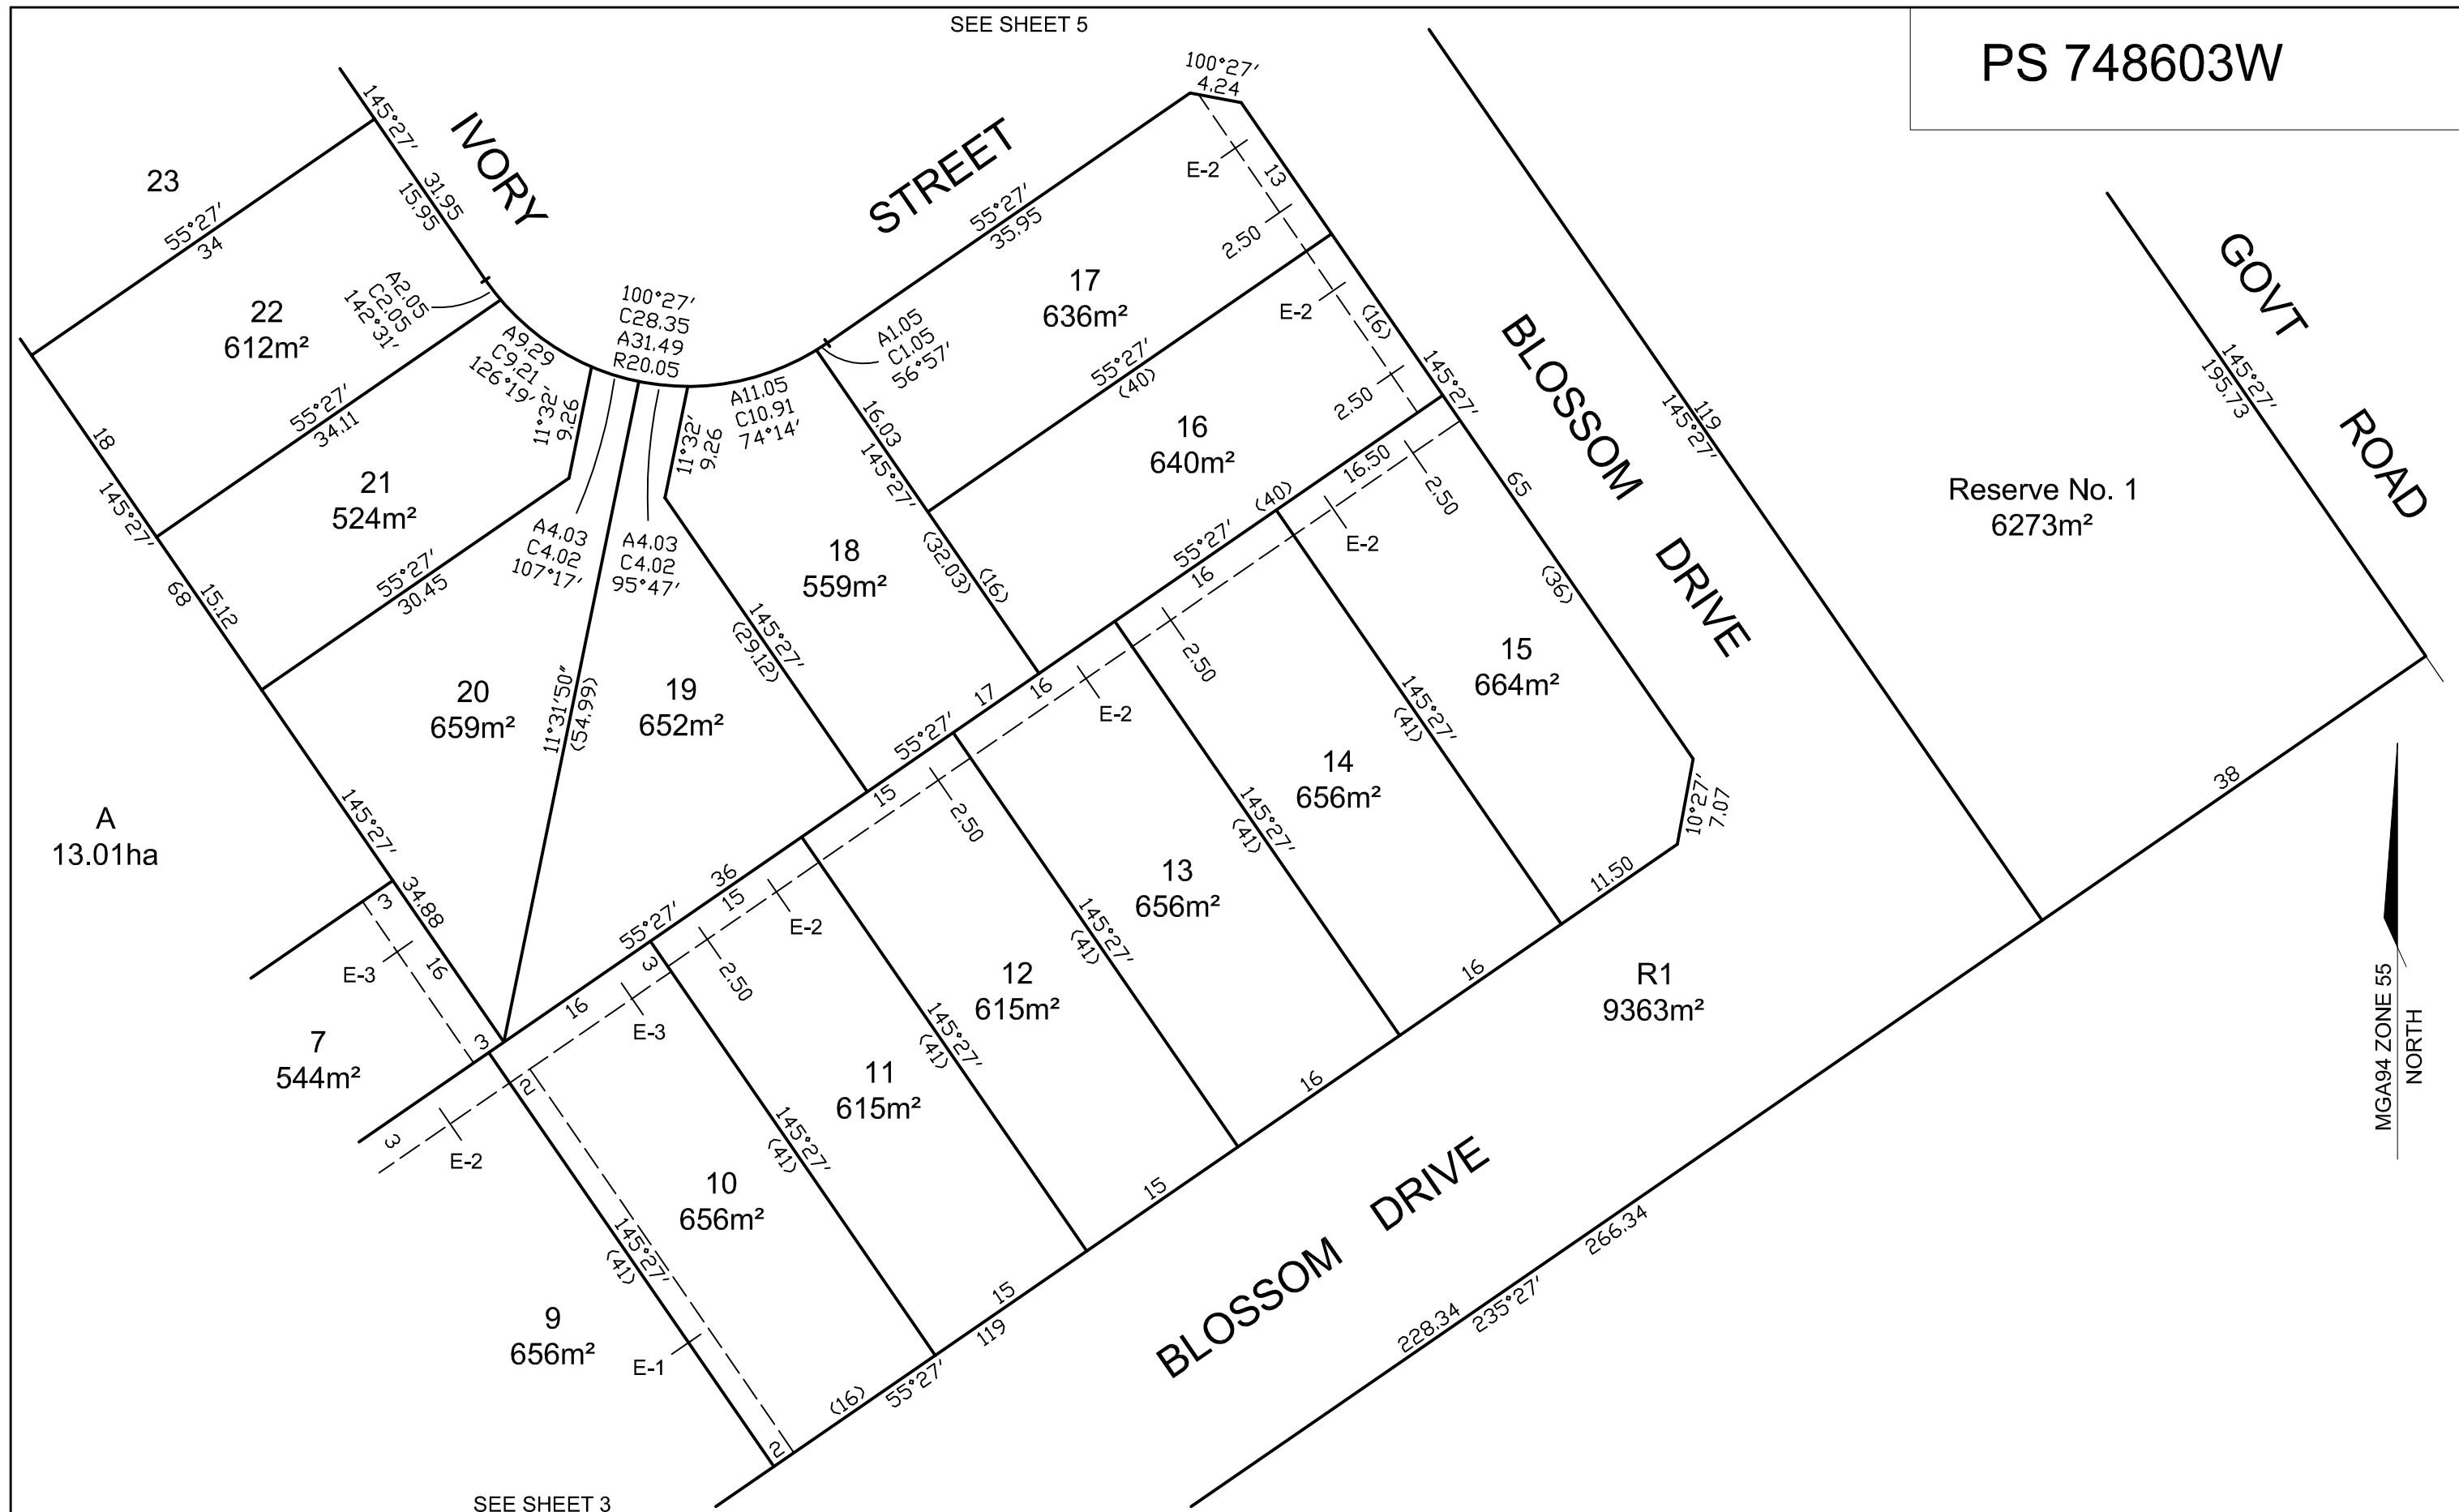 SEE SHEET 5
PS 748603W
IVORY
STREET
BLOSSOM
DRIVE
GOVT
ROAD
100°27'
4.24
145°27'
31.95
15.95
23
55°27'
34
22
612m²
A2.05
C2.05
142°31'
100°27'
C28.35
A31.49
R20.05
A9.29
C9.21
126°19'
11°32'
9.26
11°32'
9.26
A11.05
C10.91
74°14'
A1.05
C1.05
56°57'
55°27'
35.95
17
636m²
E-2
13
2.50
E-2
(16)
2.50
145°27'
55°27'
(40)
16
640m²
16.03
145°27'
(32.03)
(16)
119
145°27'
145°27'
195.73
Reserve No. 1
6273m²
18
145°27'
68
15.12
55°27'
34.11
21
524m²
55°27'
30.45
A4.03
C4.02
107°17'
A4.03
C4.02
95°47'
18
559m²
145°27'
(29.12)
55°27'
(40)
16.50
2.50
E-2
16
65
(36)
20
659m²
11°31'50"
(54.99)
19
652m²
55°27'
17
16
2.50
E-2
15
664m²
145°27'
(41)
10°27'
7.07
11.50
38
A
13.01ha
145°27'
34.88
3
16
E-3
3
7
544m²
3
E-2
55°27'
36
15
15
2.50
E-2
16
3
2.50
E-3
14
656m²
145°27'
(41)
13
656m²
145°27'
(41)
12
615m²
145°27'
(41)
11
615m²
145°27'
(41)
10
656m²
2
145°27'
(41)
9
656m²
E-1
2
(16)
55°27'
119
15
15
16
16
R1
9363m²
BLOSSOM
DRIVE
228.34
235°27'
266.34
MGA94 ZONE 55
NORTH
SEE SHEET 3